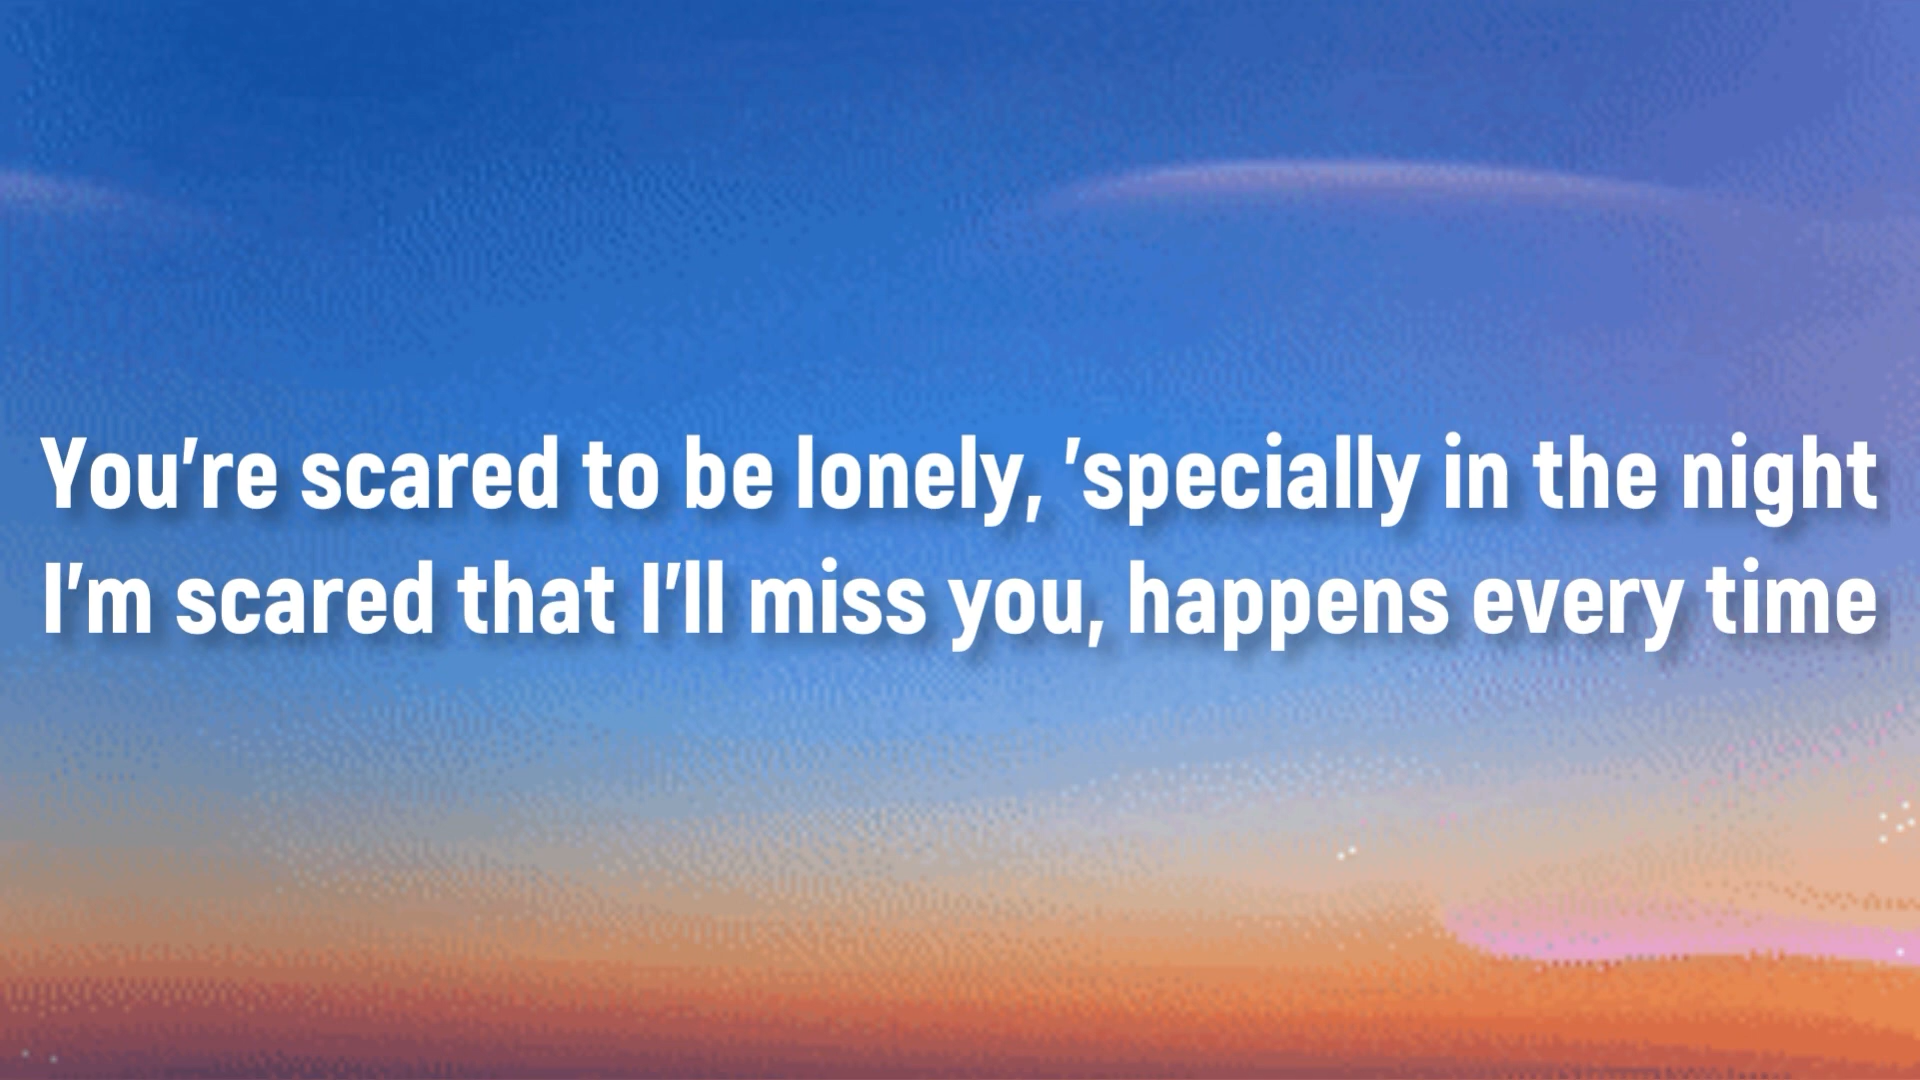 You're scared to be lonely, 'specially in the night
I'm scared that I'll miss you, happens every time